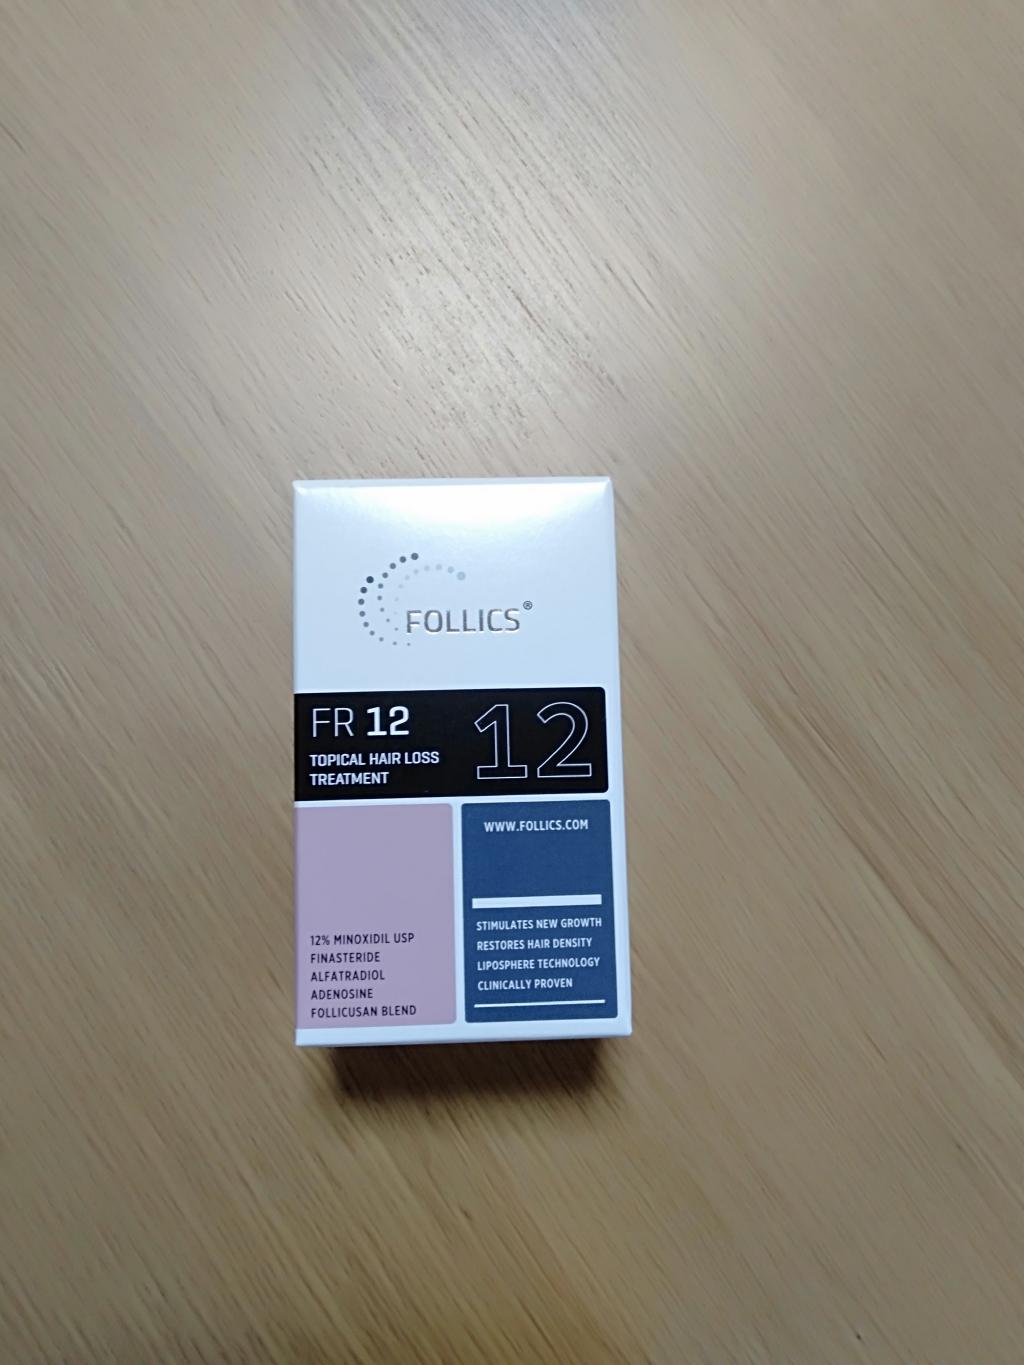 FOLLICS®
FR 12
TOPICAL HAIR LOSS
TREATMENT
12
WWW.FOLLICS.COM
12% MINOXIDIL USP
FINASTERIDE
ALFATRADIOL
ADENOSINE
FOLLICUSAN BLEND
STIMULATES NEW GROWTH
RESTORES HAIR DENSITY
LIPOSPHERE TECHNOLOGY
CLINICALLY PROVEN